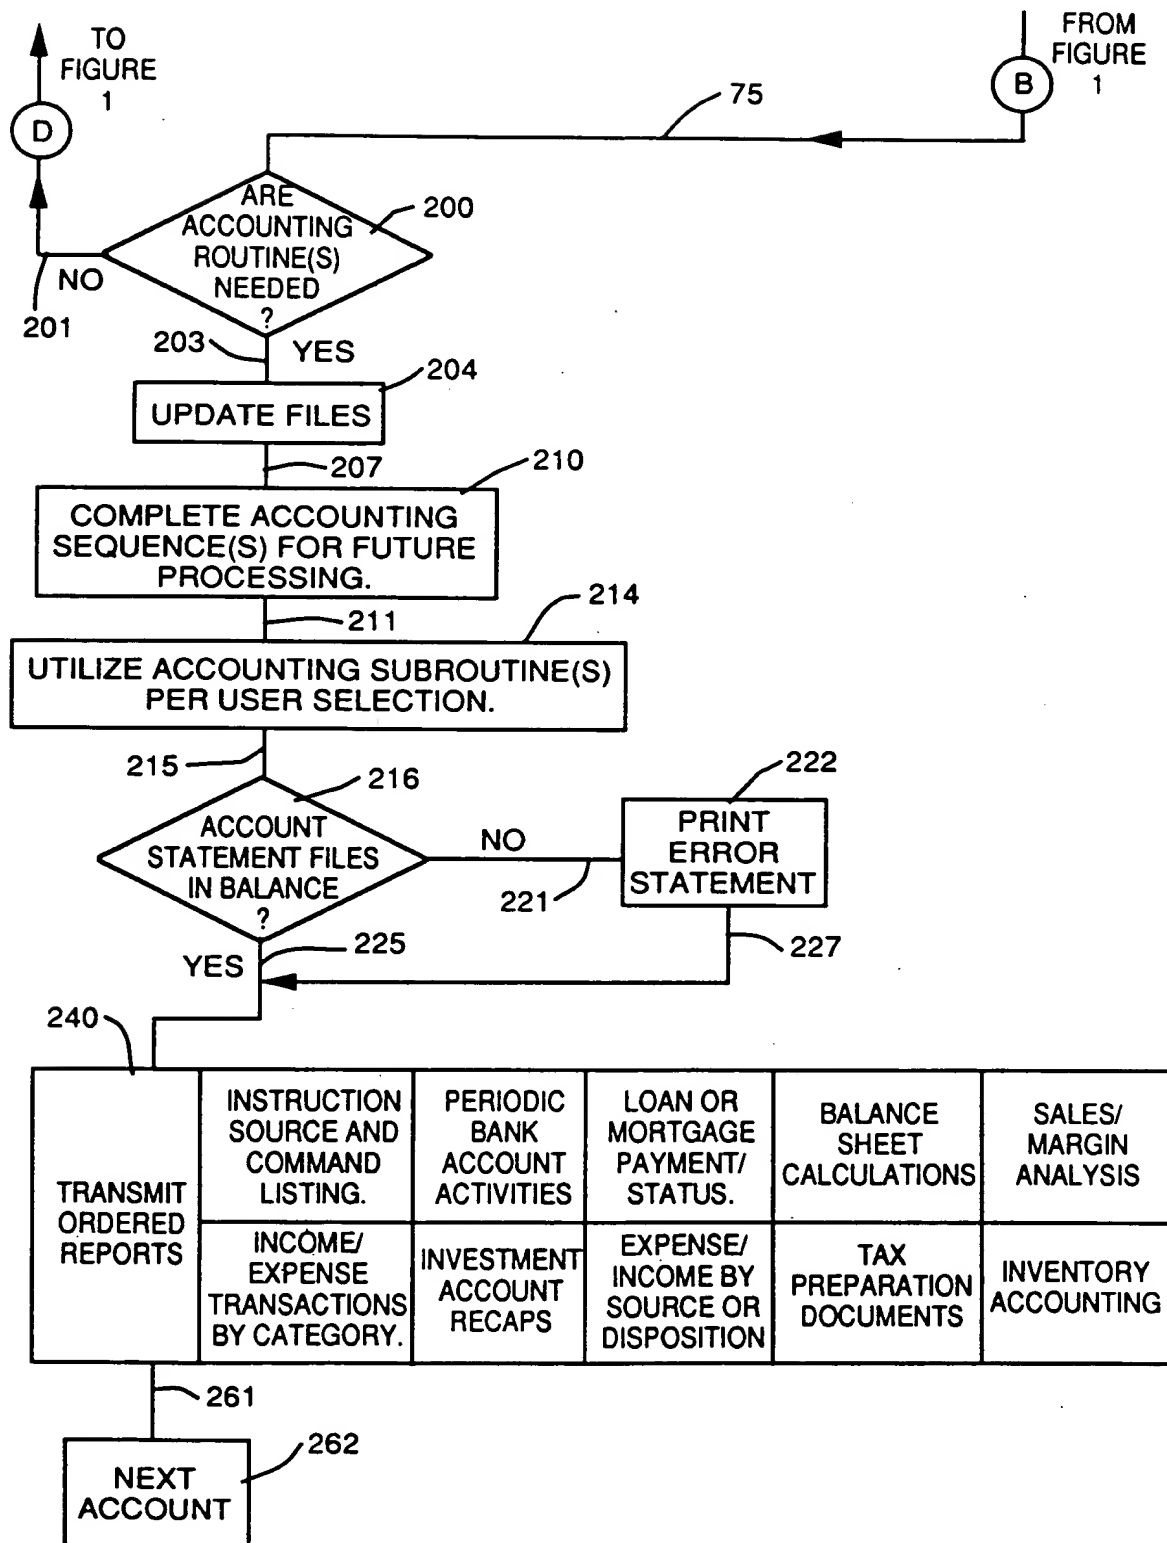 TO
FIGURE
1
D
FROM
FIGURE
1
B
75
ARE
ACCOUNTING
ROUTINE(S)
NEEDED
?
200
NO
201
203
YES
204
UPDATE FILES
207
210
COMPLETE ACCOUNTING
SEQUENCE(S) FOR FUTURE
PROCESSING.
211
214
UTILIZE ACCOUNTING SUBROUTINE(S)
PER USER SELECTION.
215
216
ACCOUNT
STATEMENT FILES
IN BALANCE
?
NO
221
222
PRINT
ERROR
STATEMENT
227
YES
225
240
TRANSMIT
ORDERED
REPORTS
INSTRUCTION
SOURCE AND
COMMAND
LISTING.
PERIODIC
BANK
ACCOUNT
ACTIVITIES
LOAN OR
MORTGAGE
PAYMENT/
STATUS.
BALANCE
SHEET
CALCULATIONS
SALES/
MARGIN
ANALYSIS
INCOME/
EXPENSE
TRANSACTIONS
BY CATEGORY.
INVESTMENT
ACCOUNT
RECAPS
EXPENSE/
INCOME BY
SOURCE OR
DISPOSITION
TAX
PREPARATION
DOCUMENTS
INVENTORY
ACCOUNTING
261
262
NEXT
ACCOUNT